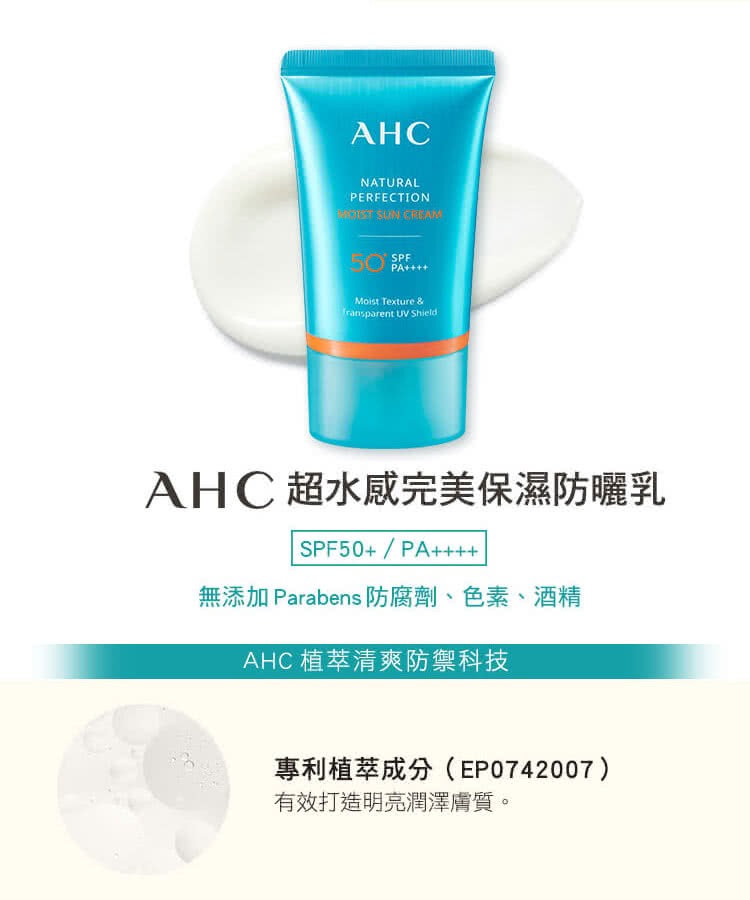 AHC
NATURAL
PERFECTION
MOIST SUN CREAM
50+ SPF
PA++++
Moist Texture &
Transparent UV Shield
AHC 超水感完美保濕防曬乳
SPF50+ / PA++++
無添加 Parabens 防腐劑、色素、酒精
AHC 植萃清爽防禦科技
專利植萃成分（EP0742007）
有效打造明亮潤澤膚質。